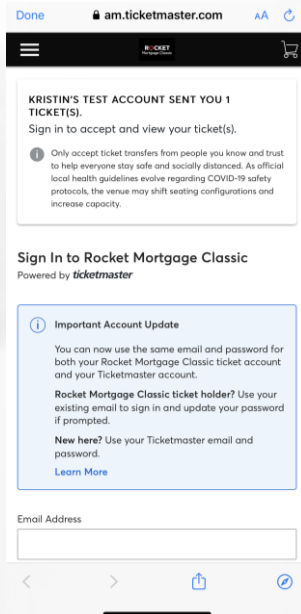 Done am.ticketmaster.com AA
ROCKET
Mortgage Classic
KRISTIN'S TEST ACCOUNT SENT YOU 1
TICKET(S).
Sign in to accept and view your ticket(s).
Only accept ticket transfers from people you know and trust
to help everyone stay safe and socially distanced. As official
local health guidelines evolve regarding COVID-19 safety
protocols, the venue may shift seating configurations and
increase capacity.
Sign In to Rocket Mortgage Classic
Powered by ticketmaster
Important Account Update
You can now use the same email and password for
both your Rocket Mortgage Classic ticket account
and your Ticketmaster account.
Rocket Mortgage Classic ticket holder? Use your
existing email to sign in and update your password
if prompted.
New here? Use your Ticketmaster email and
password.
Learn More
Email Address